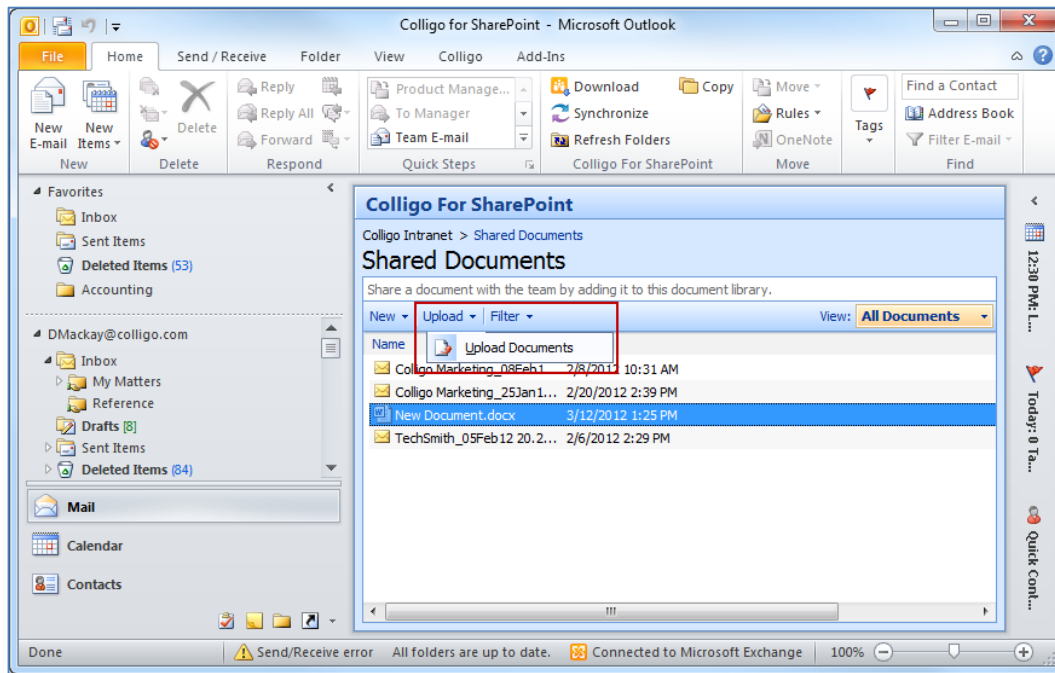 Colligo for SharePoint - Microsoft Outlook
File Home Send / Receive Folder View Colligo Add-Ins
New E-mail
New Items
New
Delete
Delete
Reply
Reply All
Forward
Respond
Product Manage...
To Manager
Team E-mail
Quick Steps
Download
Copy
Synchronize
Refresh Folders
Colligo For SharePoint
Move
Rules
OneNote
Move
Tags
Find a Contact
Address Book
Filter E-mail
Find
Favorites
Inbox
Sent Items
Deleted Items (53)
Accounting
DMackay@colligo.com
Inbox
My Matters
Reference
Drafts [8]
Sent Items
Deleted Items (84)
Mail
Calendar
Contacts
Colligo For SharePoint
Colligo Intranet > Shared Documents
Shared Documents
Share a document with the team by adding it to this document library.
New Upload Filter View: All Documents
Name
Upload Documents
Colligo Marketing_08Feb1... 2/8/2012 10:31 AM
Colligo Marketing_25Jan1... 2/20/2012 2:39 PM
New Document.docx 3/12/2012 1:25 PM
TechSmith_05Feb12 20.2... 2/6/2012 2:29 PM
12:30 PM: L...
Today: 0 Ta...
Quick Cont...
Done Send/Receive error All folders are up to date. Connected to Microsoft Exchange 100%